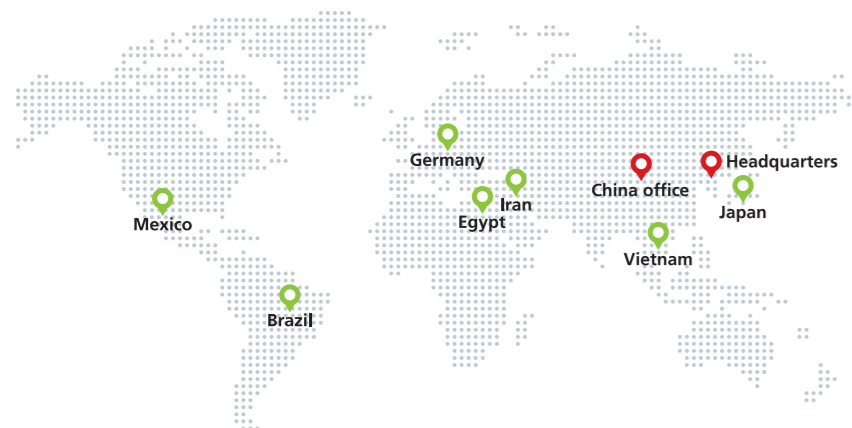 Germany
Headquarters
China office
Iran
Japan
Egypt
Mexico
Vietnam
Brazil